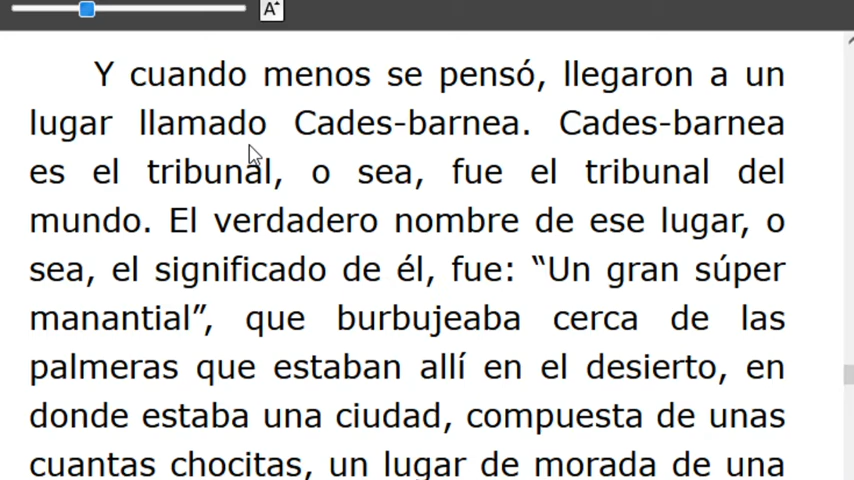 A
Y cuando menos se pensó, llegaron a un
lugar llamado Cades-barnea. Cades-barnea
es el tribunal, o sea, fue el tribunal del
mundo. El verdadero nombre de ese lugar, o
sea, el significado de él, fue: “Un gran súper
manantial”, que burbujeaba cerca de las
palmeras que estaban allí en el desierto, en
donde estaba una ciudad, compuesta de unas
cuantas chocitas, un lugar de morada de una